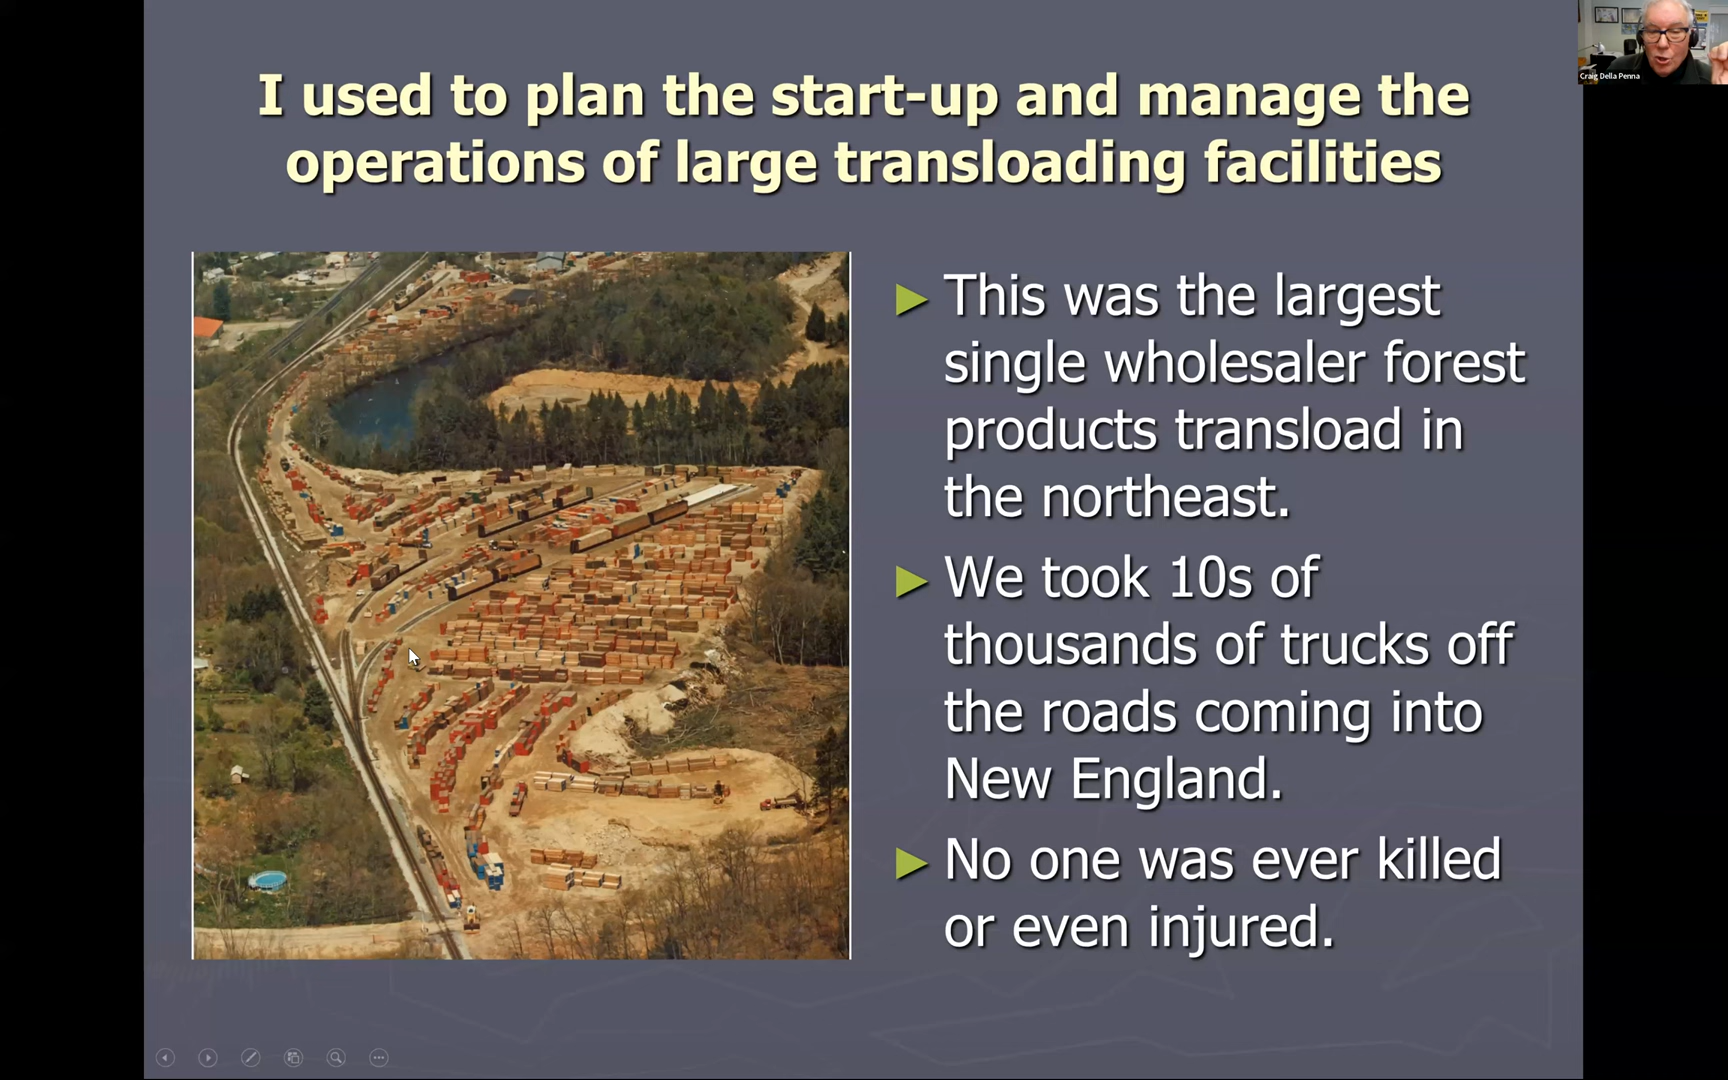 I used to plan the start-up and manage the
operations of large transloading facilities
► This was the largest
single wholesaler forest
products transload in
the northeast.
► We took 10s of
thousands of trucks off
the roads coming into
New England.
► No one was ever killed
or even injured.
Craig Della Penna